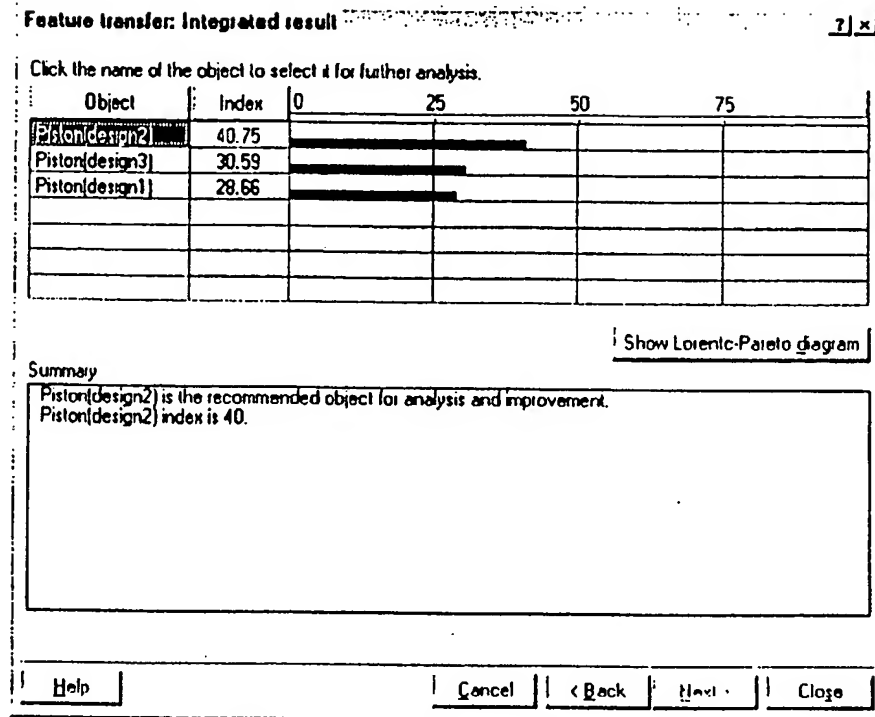 Feature transfer: Integrated result ? ×
Click the name of the object to select it for further analysis.
Object Index 0 25 50 75
Piston(design2) 40.75
Piston(design3) 30.59
Piston(design1) 28.66
Show Lorentc-Pareto diagram
Summary
Piston(design2) is the recommended object for analysis and improvement.
Piston(design2) index is 40.
Help Cancel < Back Next > Close